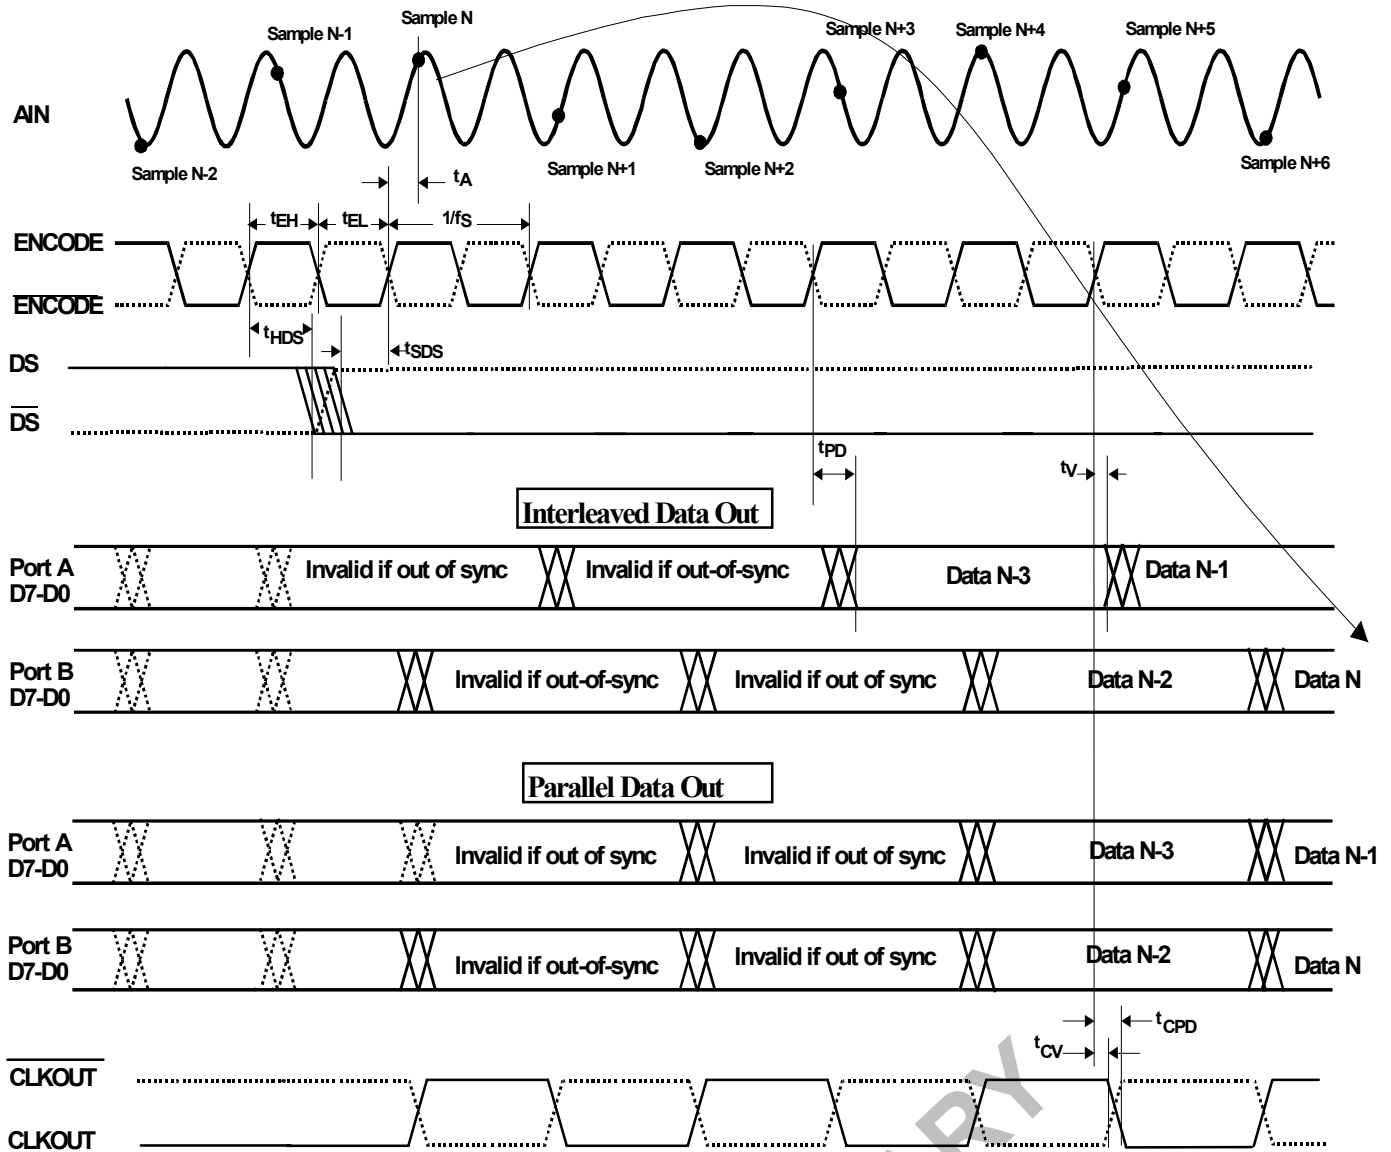 Sample N-1
Sample N
Sample N+3
Sample N+4
Sample N+5
AIN
Sample N-2
Sample N+1
Sample N+2
Sample N+6
tA
tEH
tEL
1/fS
ENCODE
ENCODE
tHDS
tSDS
DS
DS
tPD
tV
Interleaved Data Out
Port A
D7-D0
Invalid if out of sync
Invalid if out-of-sync
Data N-3
Data N-1
Port B
D7-D0
Invalid if out-of-sync
Invalid if out of sync
Data N-2
Data N
Parallel Data Out
Port A
D7-D0
Invalid if out of sync
Invalid if out of sync
Data N-3
Data N-1
Port B
D7-D0
Invalid if out-of-sync
Invalid if out of sync
Data N-2
Data N
tCPD
tCV
CLKOUT
CLKOUT
RY